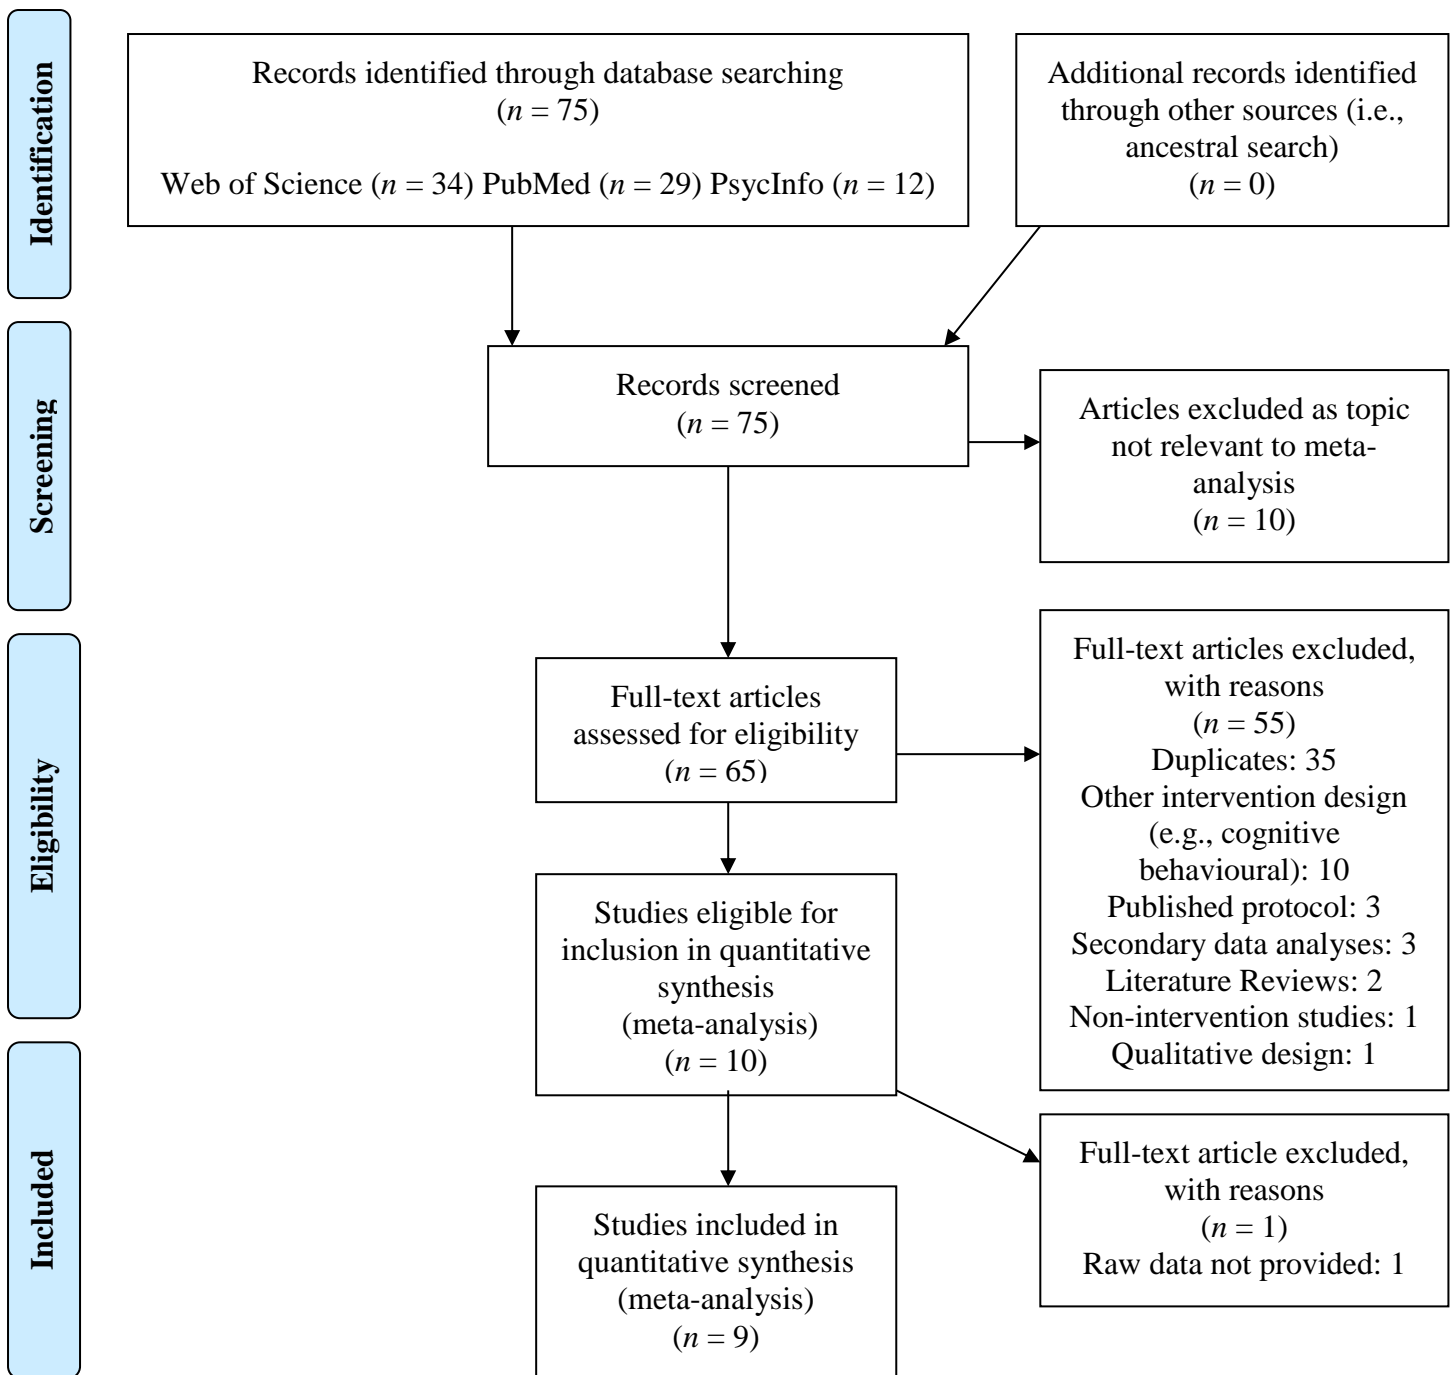 Identification
Records identified through database searching
(n = 75)
Web of Science (n = 34) PubMed (n = 29) PsycInfo (n = 12)
Additional records identified
through other sources (i.e.,
ancestral search)
(n = 0)
Screening
Records screened
(n = 75)
Articles excluded as topic
not relevant to meta-
analysis
(n = 10)
Eligibility
Full-text articles
assessed for eligibility
(n = 65)
Full-text articles excluded,
with reasons
(n = 55)
Duplicates: 35
Other intervention design
(e.g., cognitive
behavioural): 10
Published protocol: 3
Secondary data analyses: 3
Literature Reviews: 2
Non-intervention studies: 1
Qualitative design: 1
Studies eligible for
inclusion in quantitative
synthesis
(meta-analysis)
(n = 10)
Included
Full-text article excluded,
with reasons
(n = 1)
Raw data not provided: 1
Studies included in
quantitative synthesis
(meta-analysis)
(n = 9)